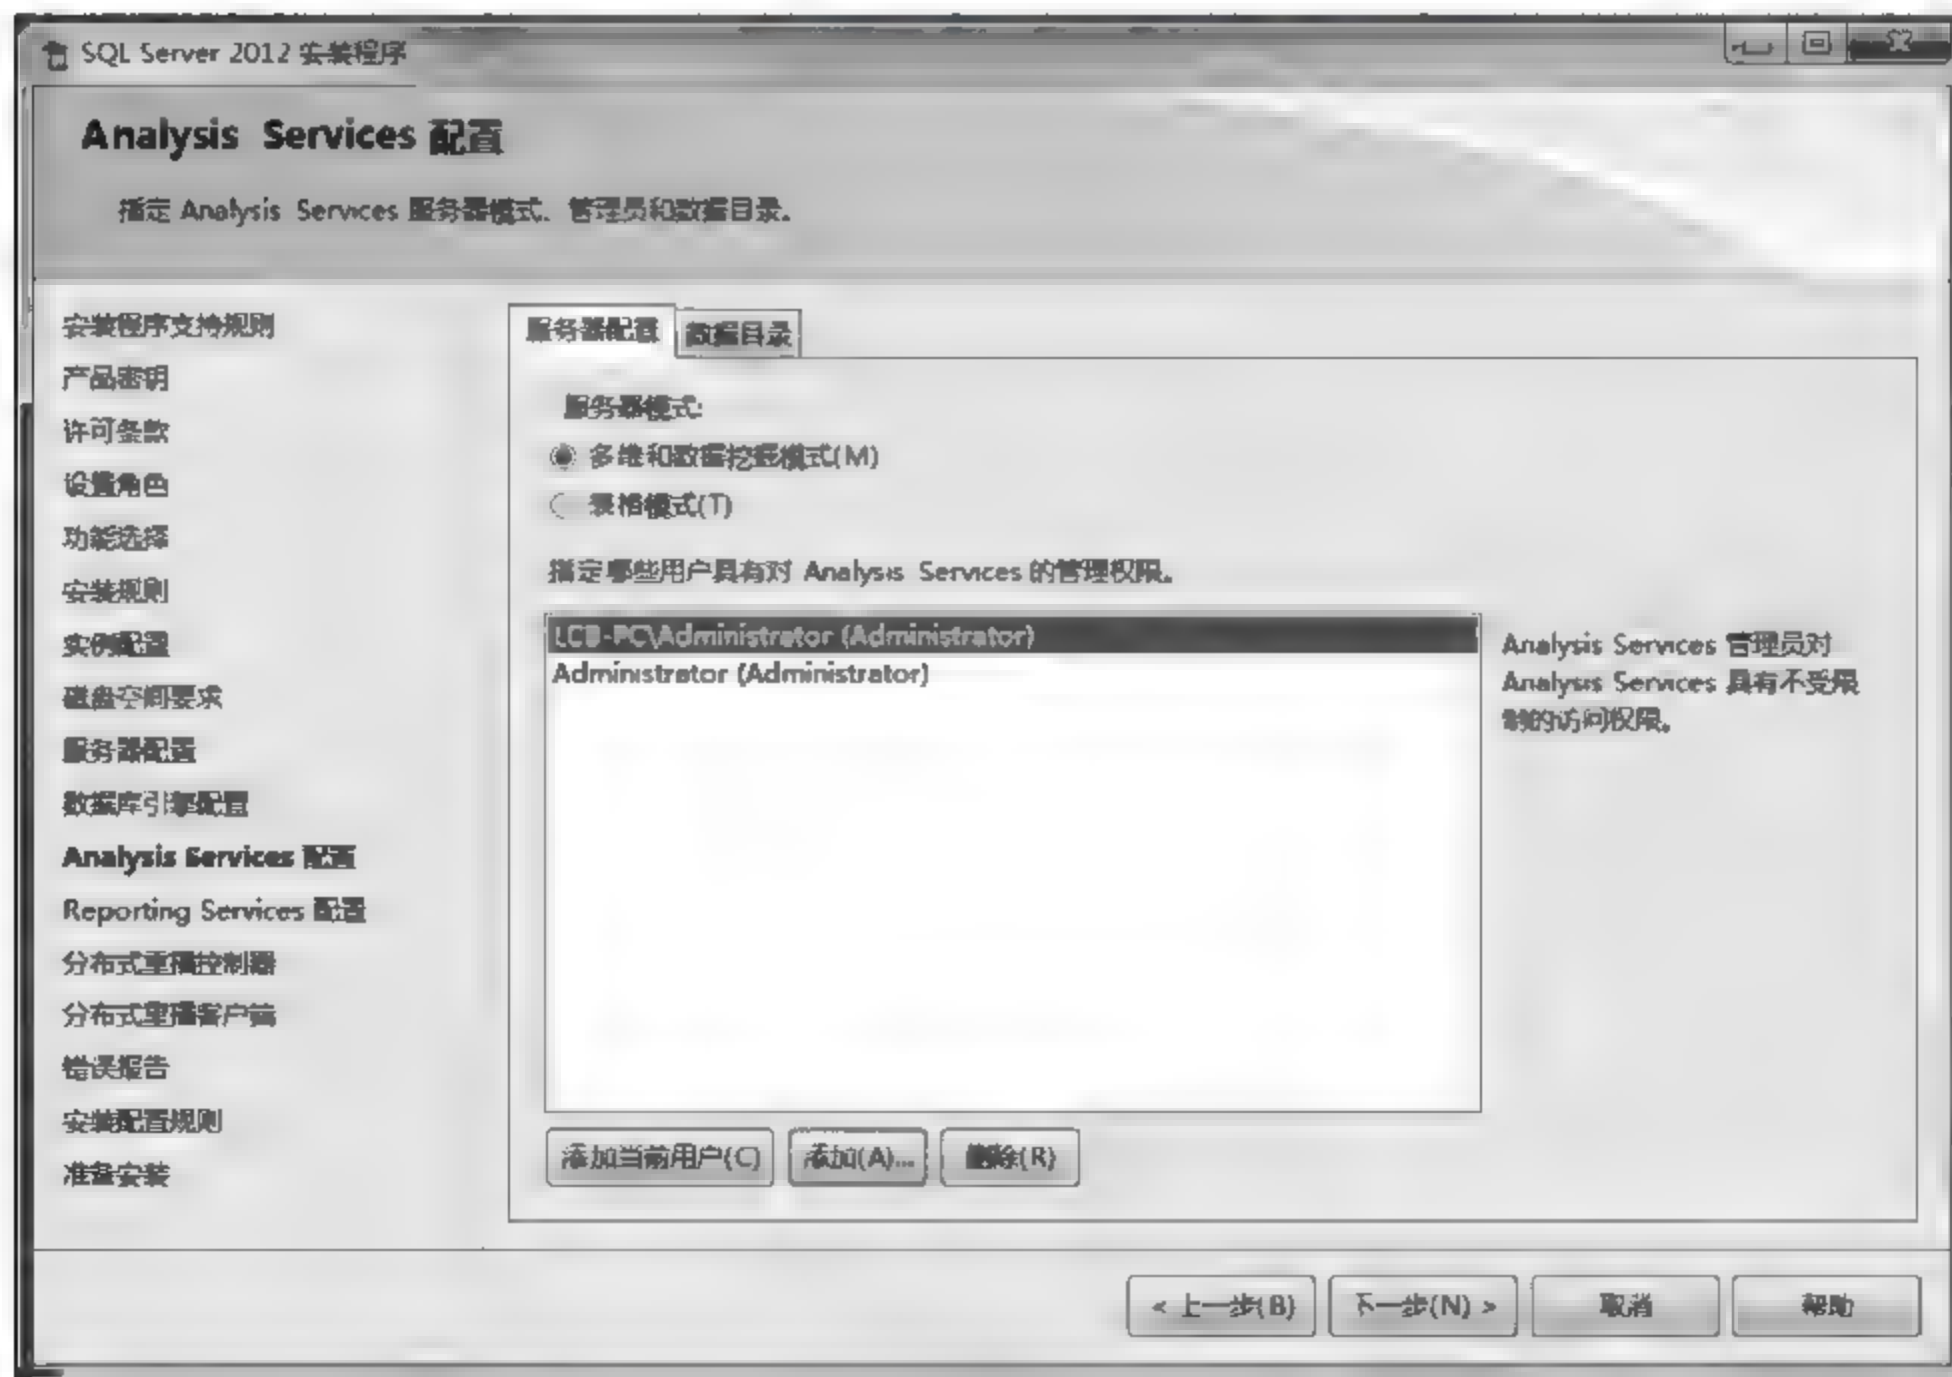 SQL Server 2012 安装程序
Analysis Services 配置
指定 Analysis Services 服务器模式、管理员和数据目录。
安装程序支持规则
产品密钥
许可条款
设置角色
功能选择
安装规则
实例配置
磁盘空间要求
服务器配置
数据库引擎配置
Analysis Services 配置
Reporting Services 配置
分布式重播控制器
分布式重播客户端
错误报告
安装配置规则
准备安装
服务器配置 数据目录
服务器模式:
多维和数据挖掘模式(M)
表格模式(T)
指定哪些用户具有对 Analysis Services 的管理权限。
LCB-PC\Administrator (Administrator)
Administrator (Administrator)
Analysis Services 管理员对
Analysis Services 具有不受限
制的访问权限。
添加当前用户(C) 添加(A)... 删除(R)
< 上一步(B) 下一步(N) > 取消 帮助